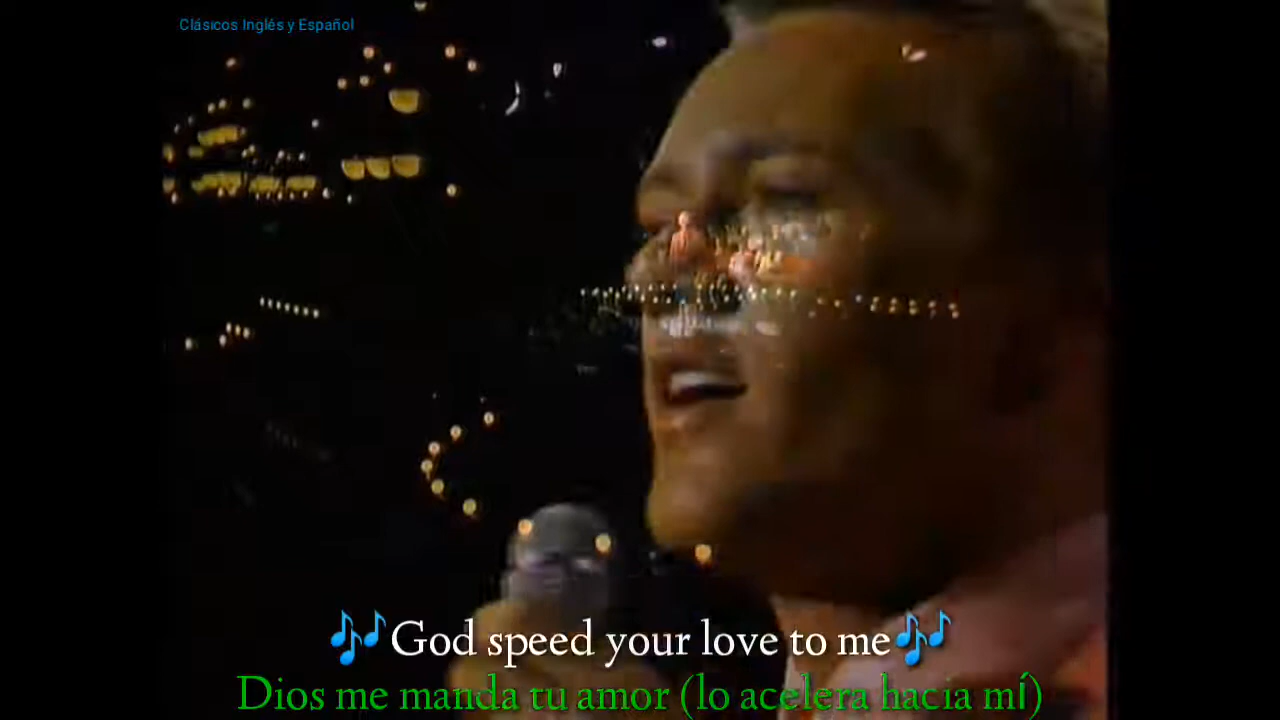 Clásicos Inglés y Español
🎶God speed your love to me🎶
Dios me manda tu amor (lo acelera hacia mí)